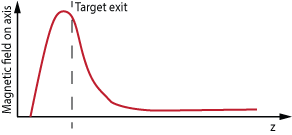 Target exit
Magnetic field on axis
z